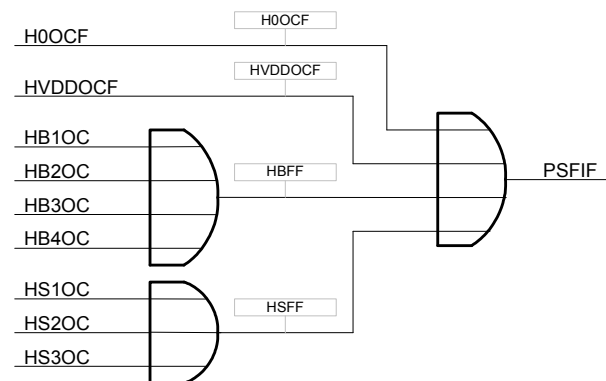 H0OCF
H0OCF
HVDDOCF
HVDDOCF
HB1OC
HB2OC
HBFF
PSFIF
HB3OC
HB4OC
HS1OC
HSFF
HS2OC
HS3OC